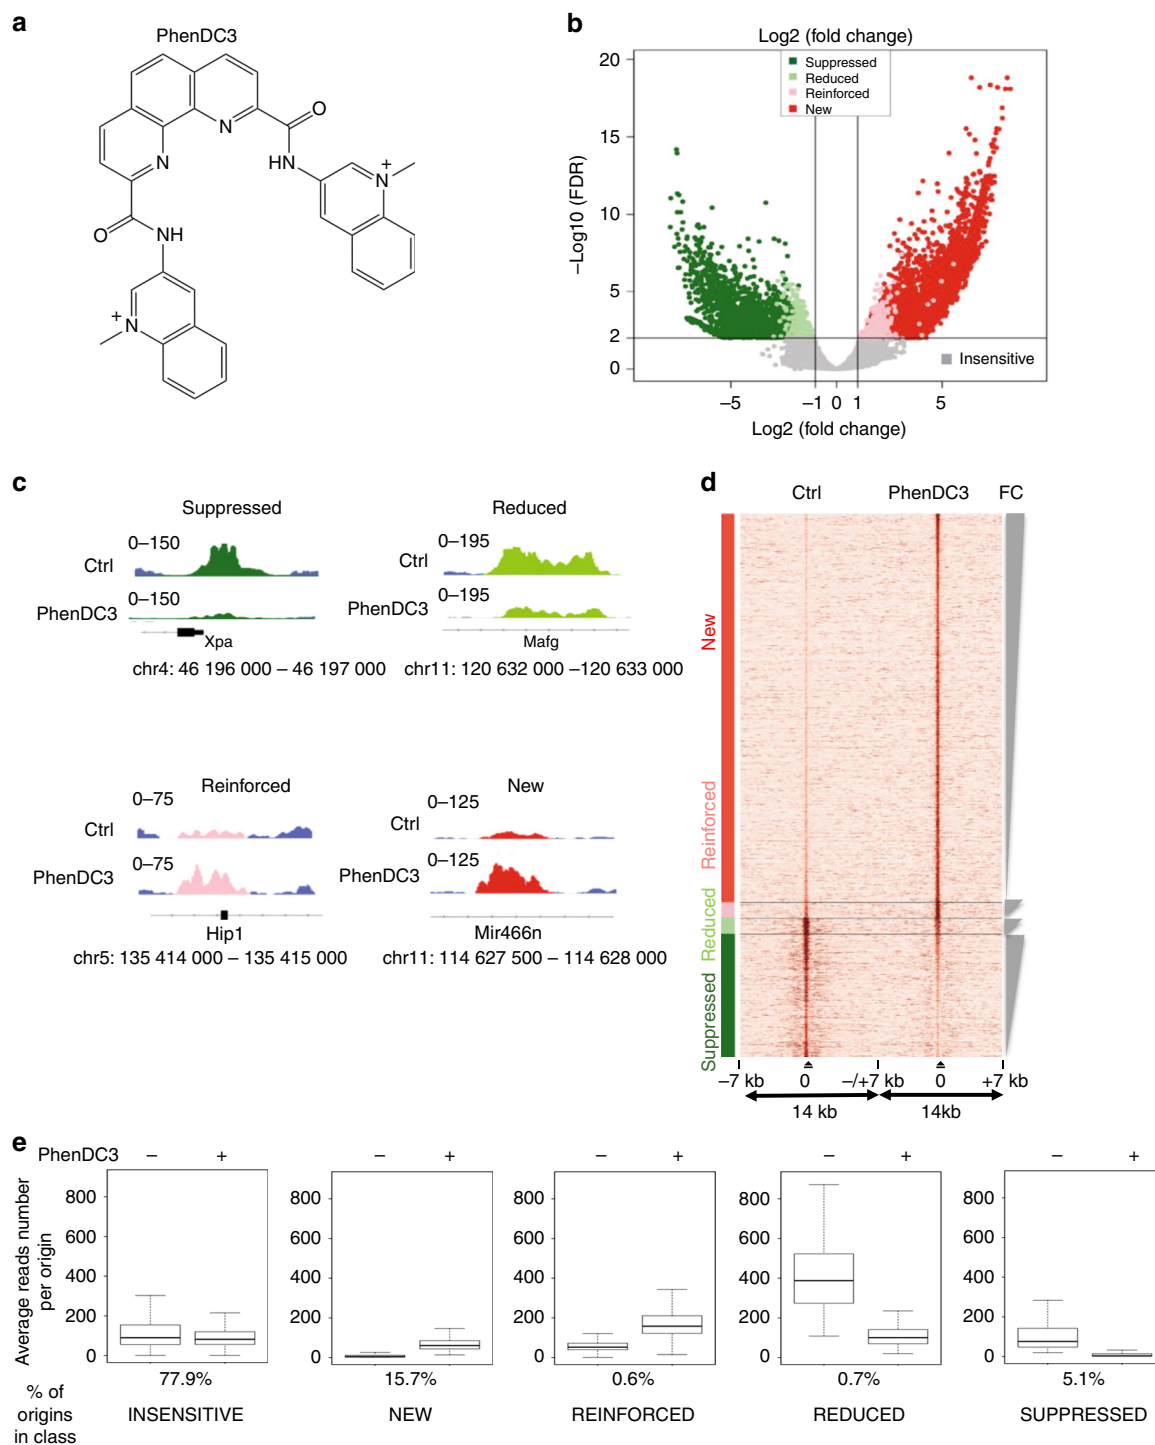 a
PhenDC3
N
N
O
HN
N
+
O
NH
N
+
b
Log2 (fold change)
Suppressed
Reduced
Reinforced
New
20
15
10
5
2
0
–Log10 (FDR)
Insensitive
–5 –1 0 1 5
Log2 (fold change)
c
Suppressed
0–150
Ctrl
0–150
PhenDC3
Xpa
chr4: 46 196 000 – 46 197 000
Reduced
0–195
Ctrl
0–195
PhenDC3
Mafg
chr11: 120 632 000 –120 633 000
Reinforced
0–75
Ctrl
0–75
PhenDC3
Hip1
chr5: 135 414 000 – 135 415 000
New
0–125
Ctrl
0–125
PhenDC3
Mir466n
chr11: 114 627 500 – 114 628 000
d
Ctrl PhenDC3 FC
New
Reinforced
Reduced
Suppressed
–7 kb 0 –/+7 kb 0 +7 kb
14 kb 14kb
e
PhenDC3 – + – + – + – + – +
Average reads number
per origin
800 800 800 800 800
600 600 600 600 600
400 400 400 400 400
200 200 200 200 200
0 0 0 0 0
% of
origins
in class
77.9% 15.7% 0.6% 0.7% 5.1%
INSENSITIVE NEW REINFORCED REDUCED SUPPRESSED